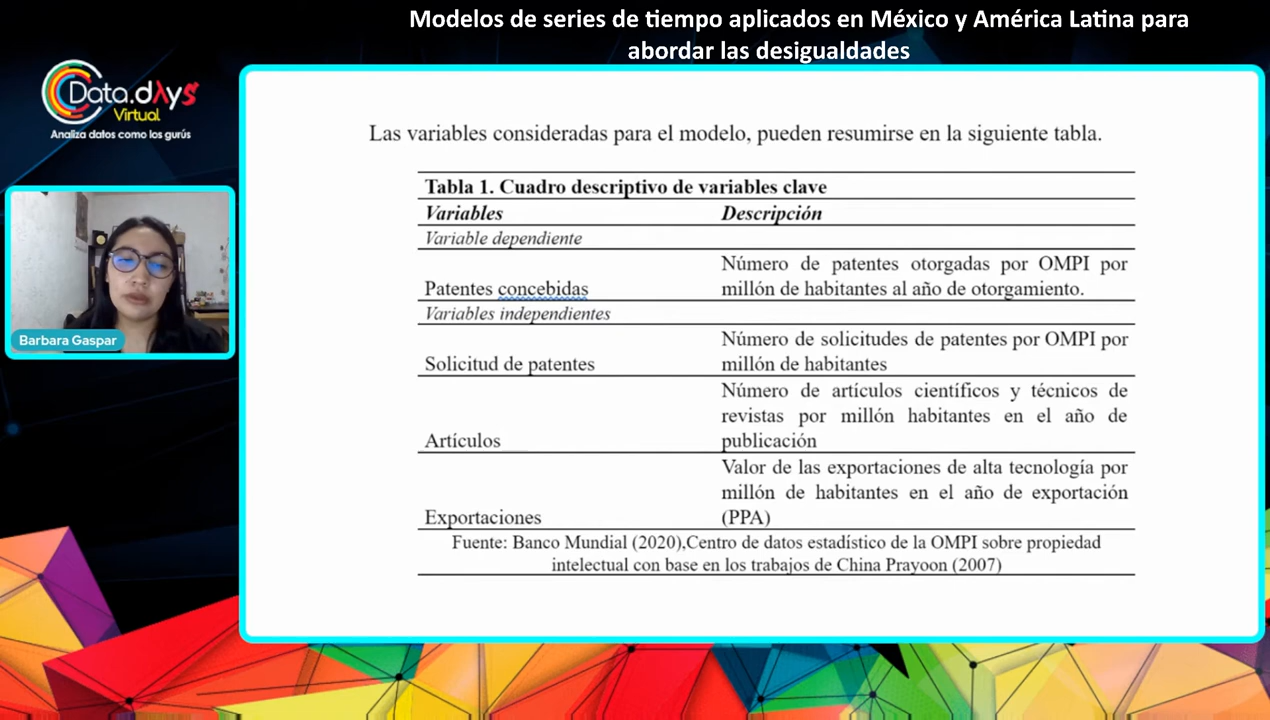 Modelos de series de tiempo aplicados en México y América Latina para
abordar las desigualdades
Data.dAys
Virtual
Analiza datos como los gurús
Barbara Gaspar
Las variables consideradas para el modelo, pueden resumirse en la siguiente tabla.
Tabla 1. Cuadro descriptivo de variables clave
Variables Descripción
Variable dependiente
Número de patentes otorgadas por OMPI por
Patentes concebidas millón de habitantes al año de otorgamiento.
Variables independientes
Número de solicitudes de patentes por OMPI por
Solicitud de patentes millón de habitantes
Número de artículos científicos y técnicos de
revistas por millón habitantes en el año de
Artículos publicación
Valor de las exportaciones de alta tecnología por
millón de habitantes en el año de exportación
Exportaciones (PPA)
Fuente: Banco Mundial (2020),Centro de datos estadístico de la OMPI sobre propiedad
intelectual con base en los trabajos de China Prayoon (2007)